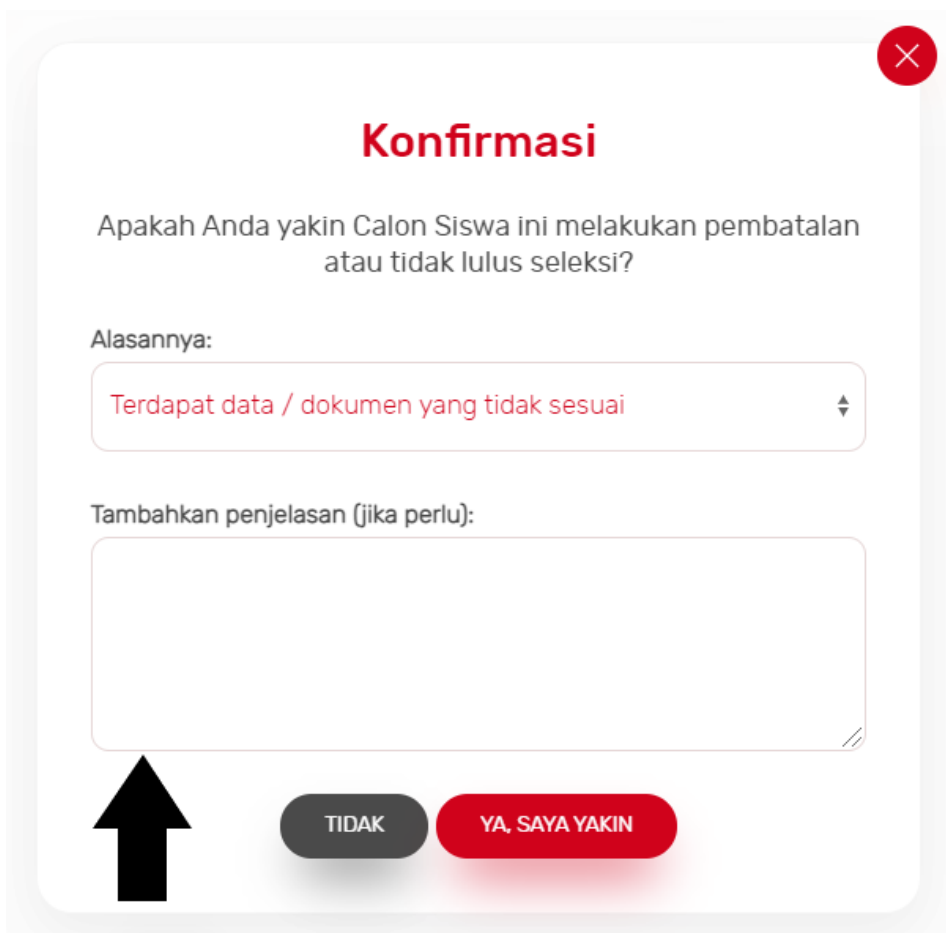 Konfirmasi
Apakah Anda yakin Calon Siswa ini melakukan pembatalan
atau tidak lulus seleksi?
Alasannya:
Terdapat data / dokumen yang tidak sesuai
Tambahkan penjelasan (jika perlu):
TIDAK
YA, SAYA YAKIN